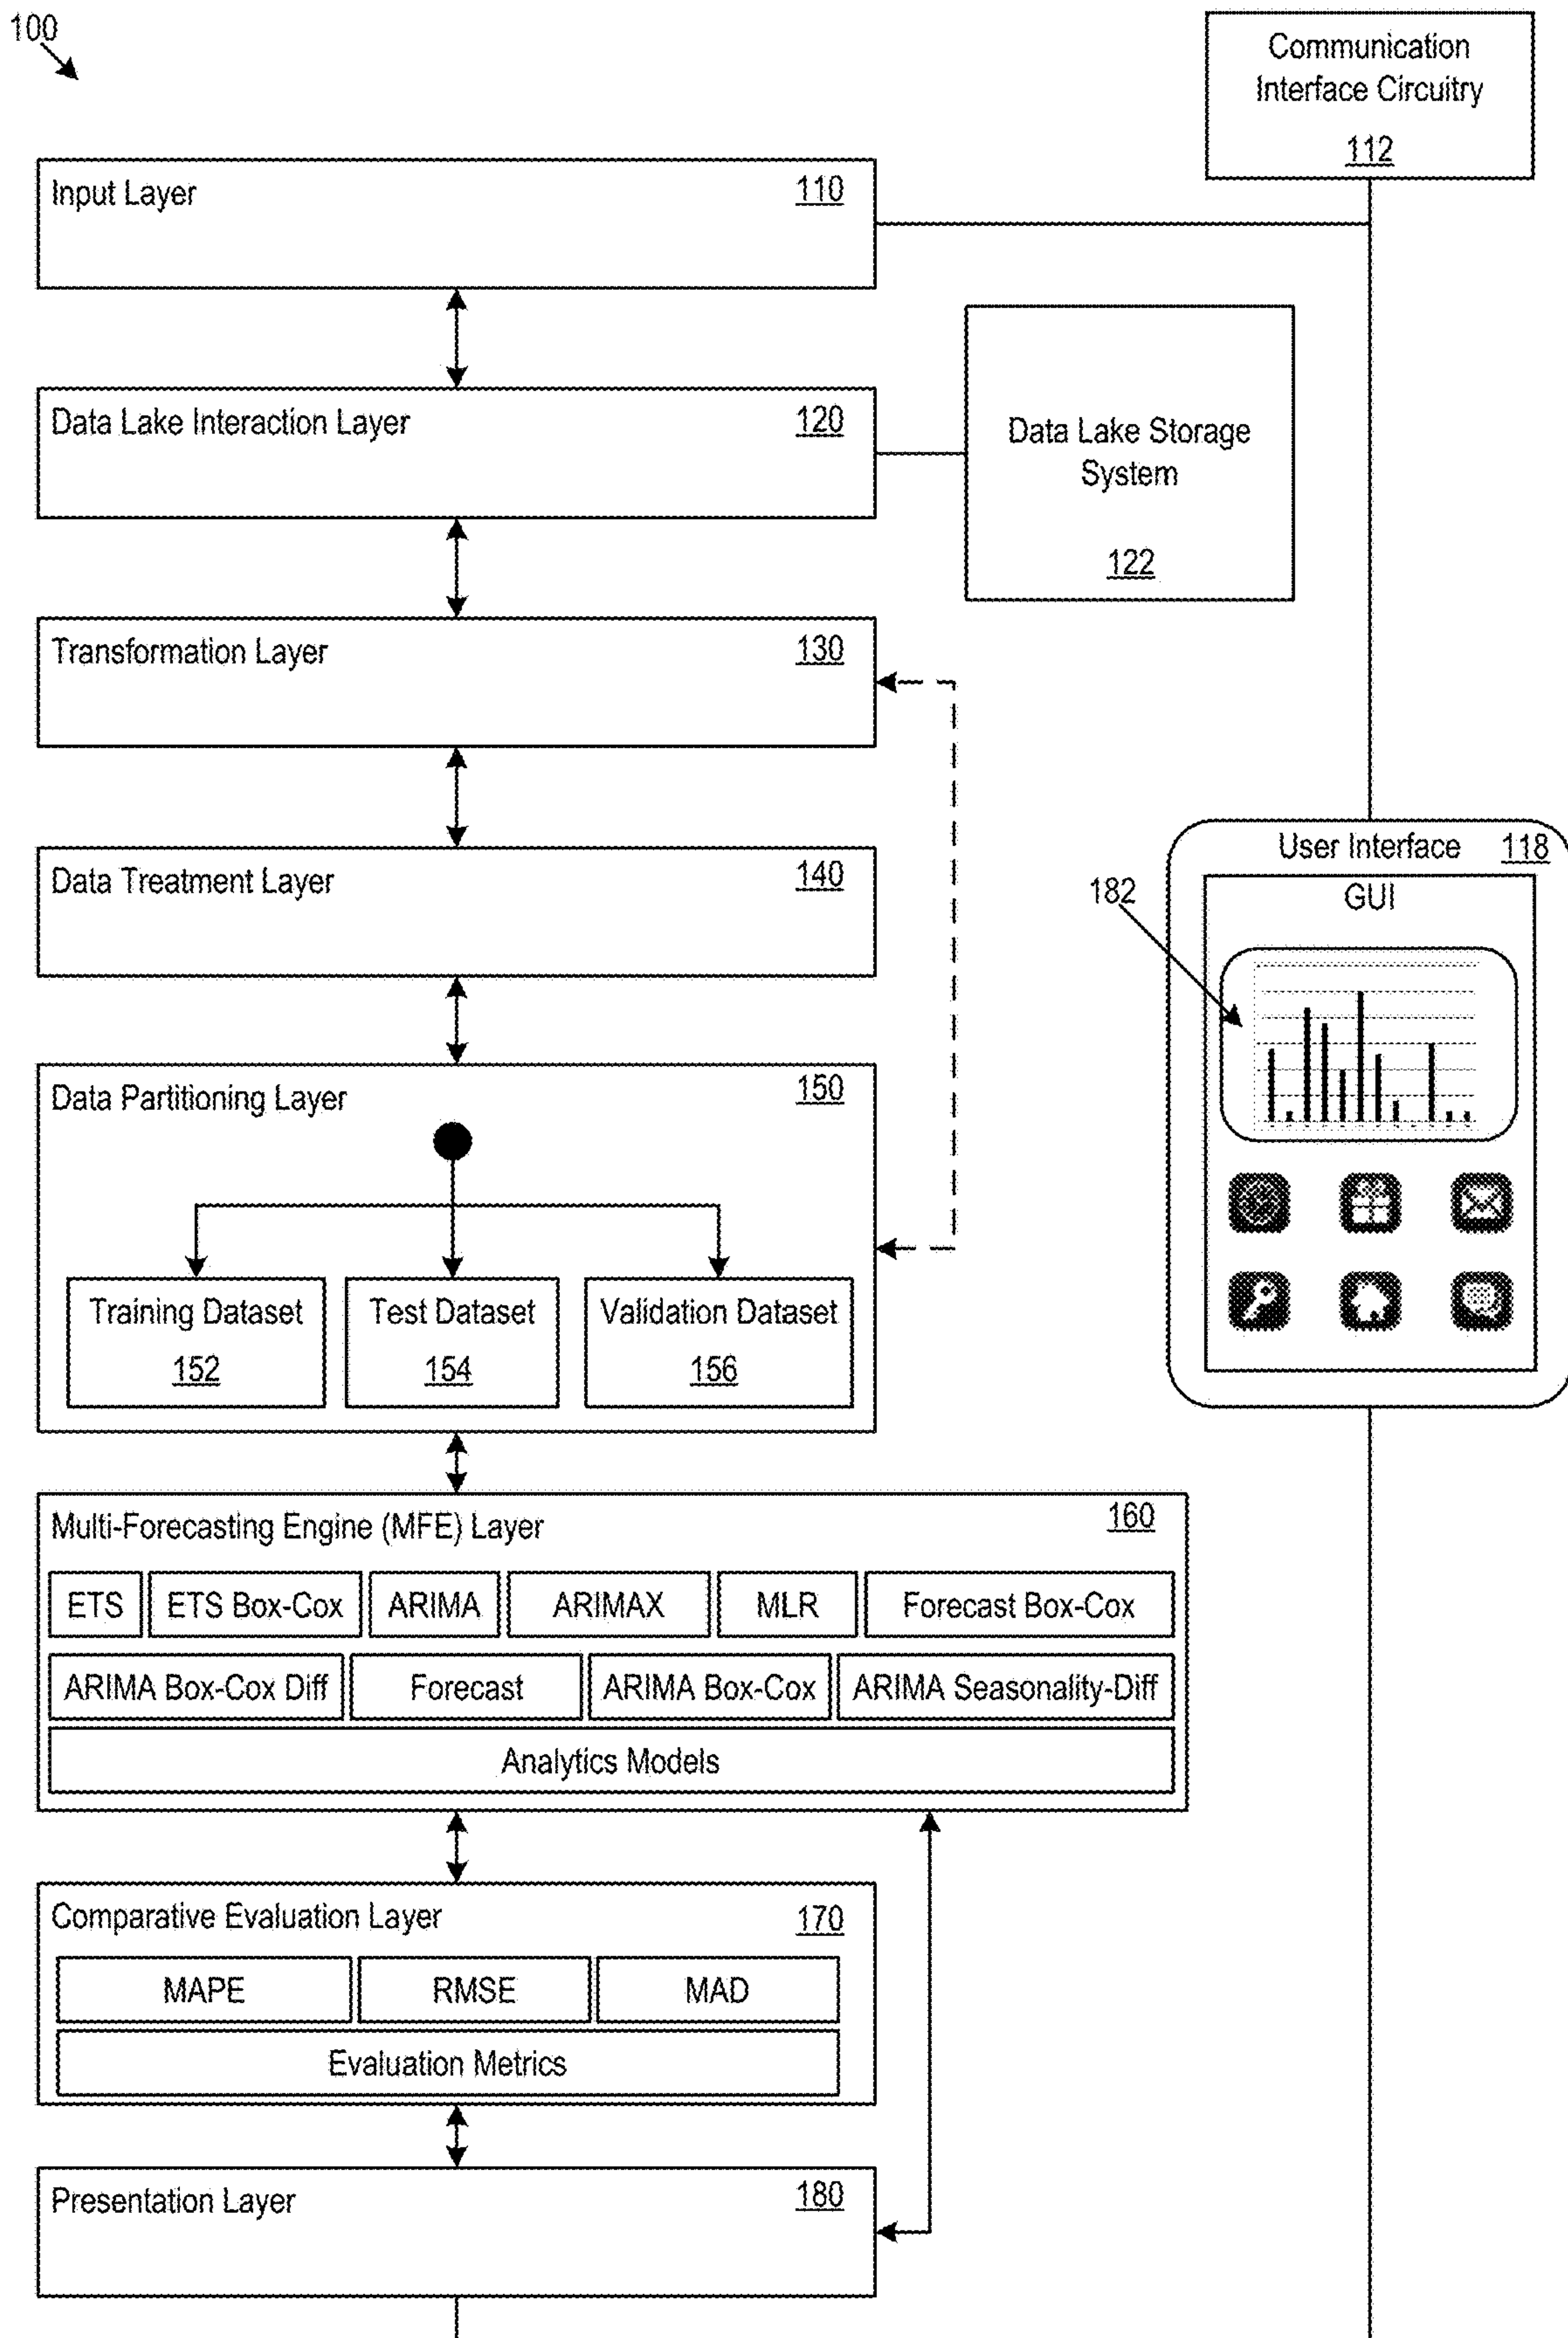 100
Communication
Interface Circuitry
112
Input Layer 110
Data Lake Interaction Layer 120
Data Lake Storage
System
122
Transformation Layer 130
User Interface 118
GUI
182
Data Treatment Layer 140
Data Partitioning Layer 150
Training Dataset
152
Test Dataset
154
Validation Dataset
156
Multi-Forecasting Engine (MFE) Layer 160
ETS ETS Box-Cox ARIMA ARIMAX MLR Forecast Box-Cox
ARIMA Box-Cox Diff Forecast ARIMA Box-Cox ARIMA Seasonality-Diff
Analytics Models
Comparative Evaluation Layer 170
MAPE RMSE MAD
Evaluation Metrics
Presentation Layer 180